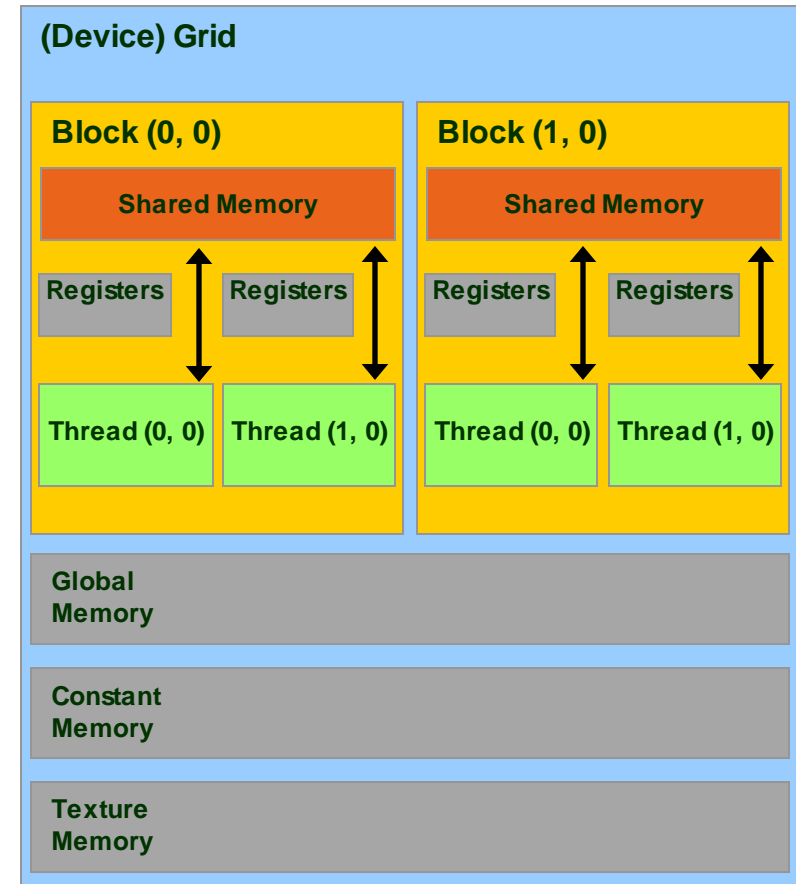 (Device) Grid
Block (0, 0)
Shared Memory
Registers
Registers
Thread (0, 0)
Thread (1, 0)
Block (1, 0)
Shared Memory
Registers
Registers
Thread (0, 0)
Thread (1, 0)
Global
Memory
Constant
Memory
Texture
Memory